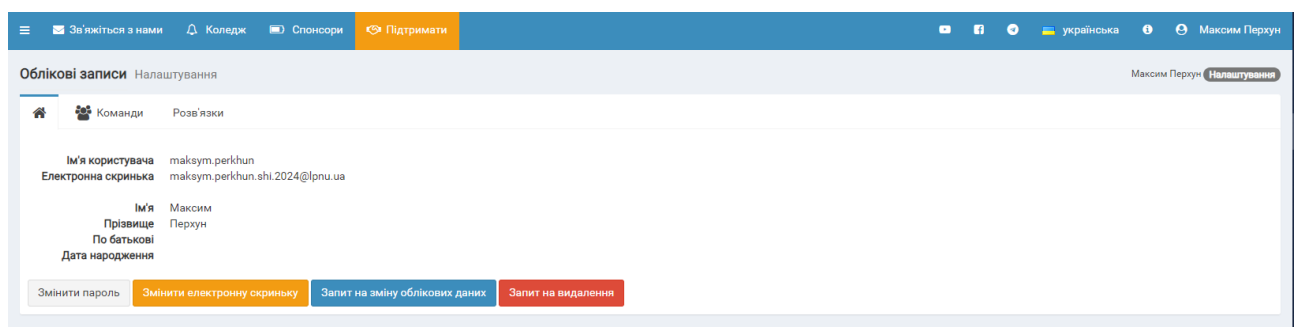 Зв'яжіться з нами Коледж Спонсори Підтримати українська Максим Перхун
Облікові записи Налаштування Максим Перхун Налаштування
Команди Розв'язки
Ім'я користувача maksym.perkhun
Електронна скринька maksym.perkhun.shi.2024@lpnu.ua
Ім'я Максим
Прізвище Перхун
По батькові
Дата народження
Змінити пароль Змінити електронну скриньку Запит на зміну облікових даних Запит на видалення